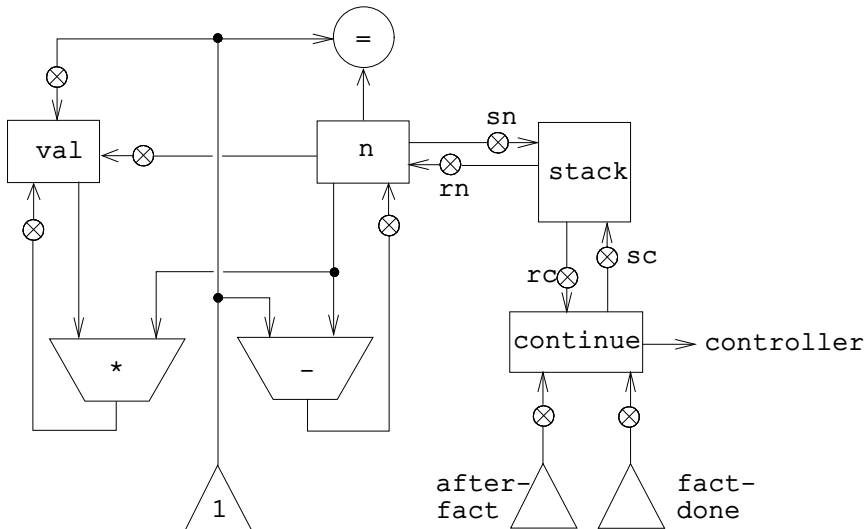 =
val
n
sn
rn
stack
rc
sc
continue
controller
*
–
1
after–
fact
fact–
done